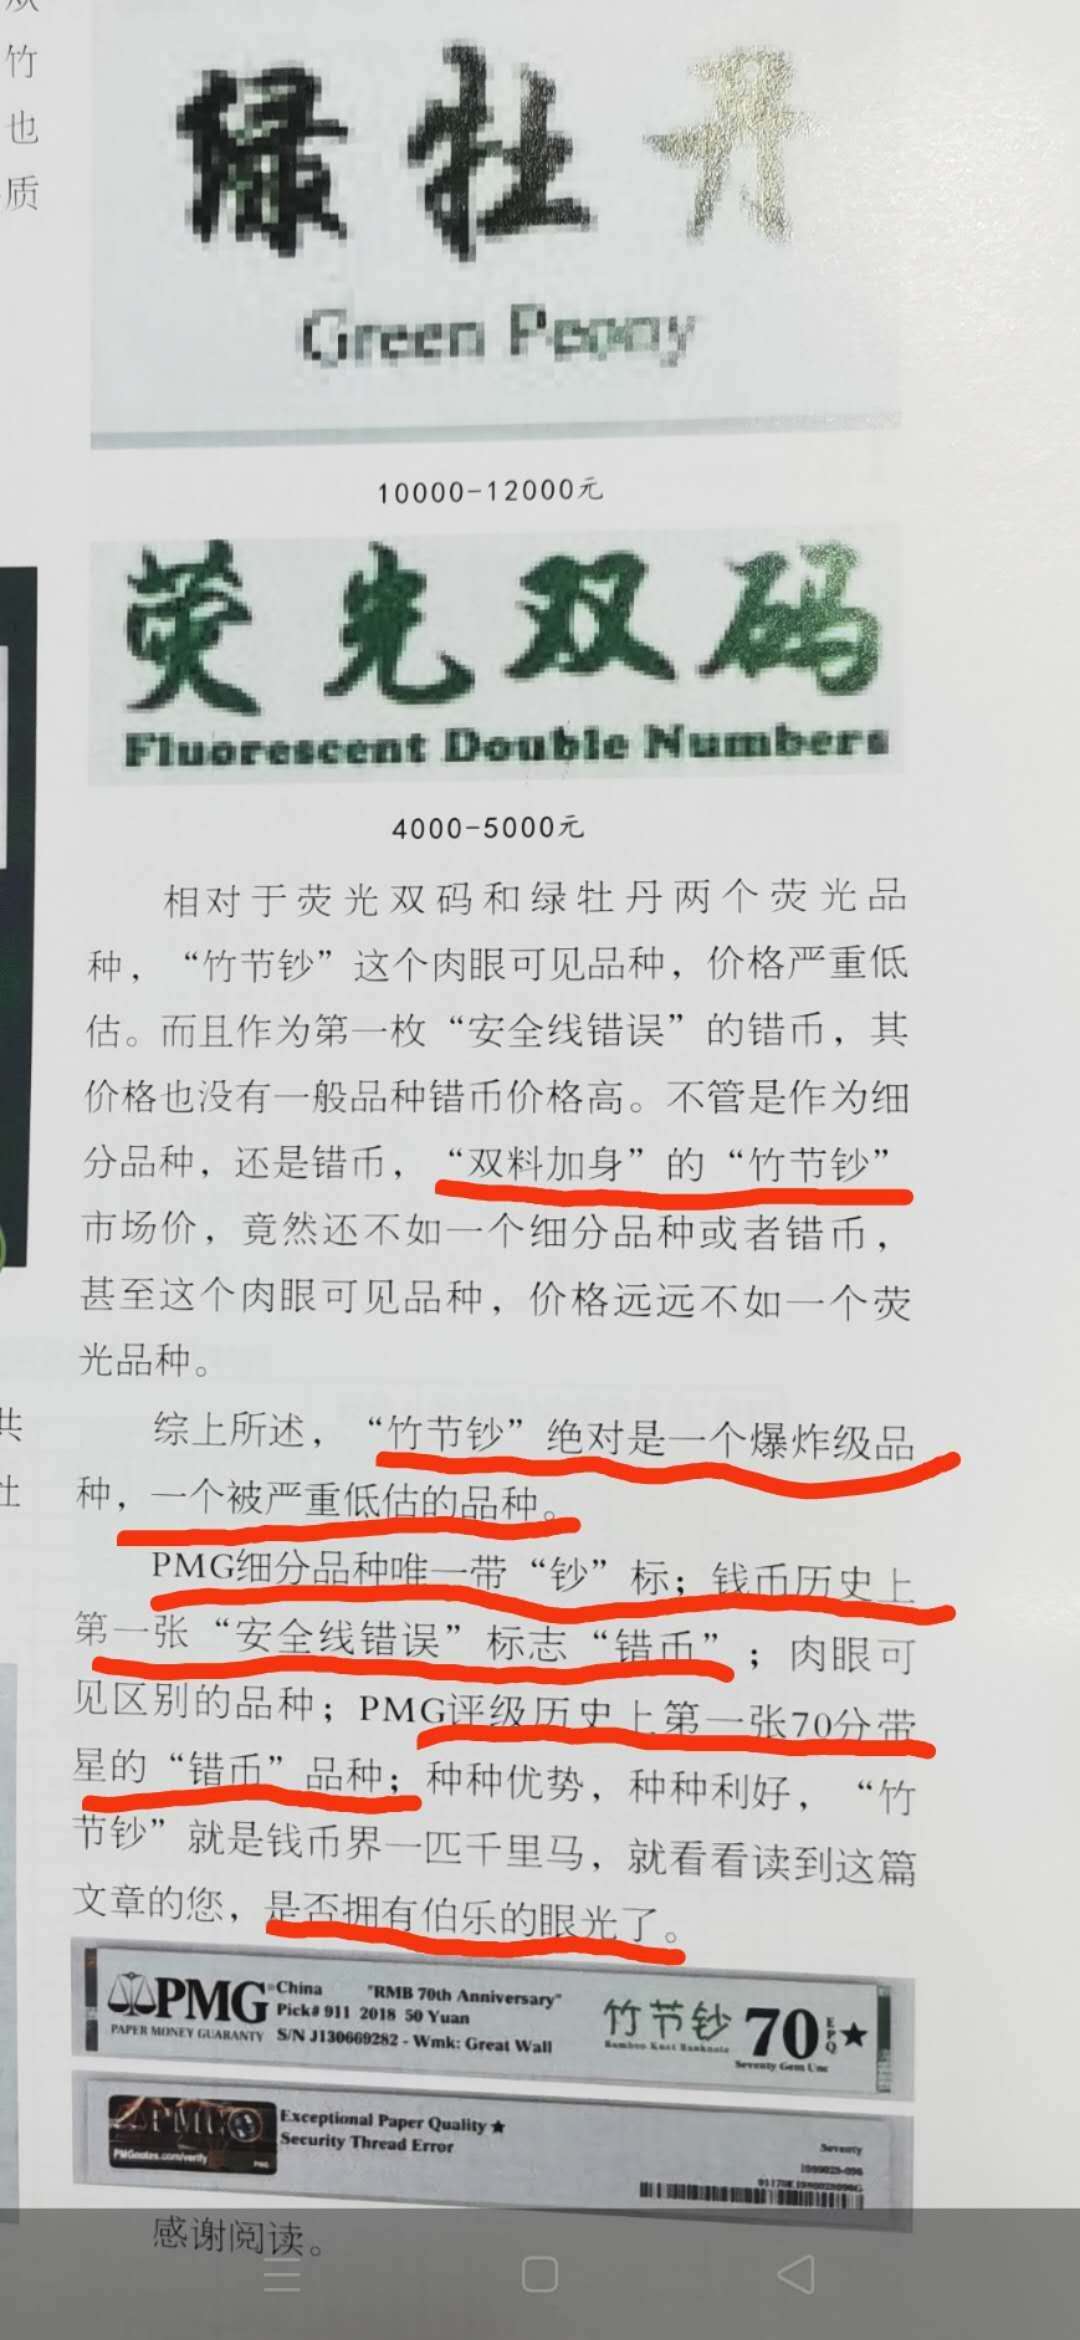 竹
也
质
绿牡丹
Green Peony
10000-12000元
荧光双码
Fluorescent Double Numbers
4000-5000元
相对于荧光双码和绿牡丹两个荧光品
种，“竹节钞”这个肉眼可见品种，价格严重低
估。而且作为第一枚“安全线错误”的错币，其
价格也没有一般品种错币价格高。不管是作为细
分品种，还是错币，“双料加身”的“竹节钞”
市场价，竟然还不如一个细分品种或者错币，
甚至这个肉眼可见品种，价格远远不如一个荧
光品种。
共
社
综上所述，“竹节钞”绝对是一个爆炸级品
种，一个被严重低估的品种。
PMG细分品种唯一带“钞”标；钱币历史上
第一张“安全线错误”标志“错币”；肉眼可
见区别的品种；PMG评级历史上第一张70分带
星的“错币”品种；种种优势，种种利好，“竹
节钞”就是钱币界一匹千里马，就看看读到这篇
文章的您，是否拥有伯乐的眼光了。
PMG
PAPER MONEY GUARANTY
China "RMB 70th Anniversary"
Pick# 911 2018 50 Yuan
S/N J130669282 - Wmk: Great Wall
竹节钞
70
EPQ★
Seventy Gem Unc
PMG
PMGnotes.com/verify
PMG
Exceptional Paper Quality ★
Security Thread Error
Seventy
感谢阅读。